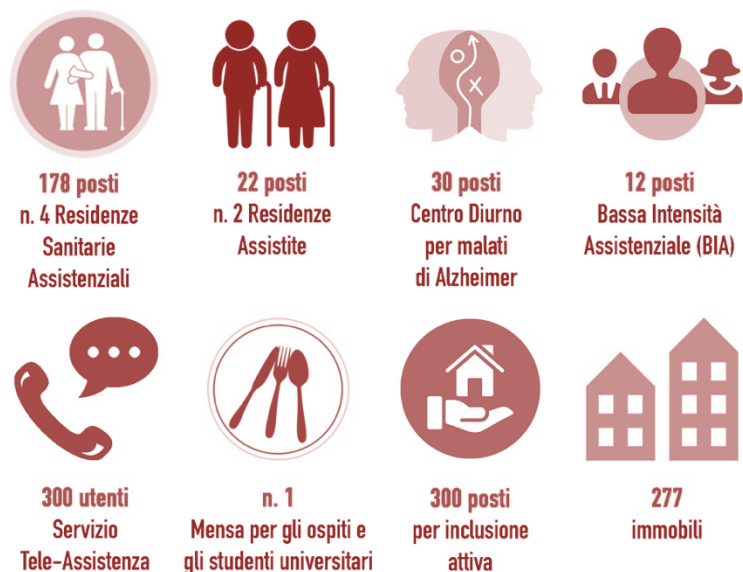 178 posti
n. 4 Residenze
Sanitarie
Assistenziali
22 posti
n. 2 Residenze
Assistite
30 posti
Centro Diurno
per malati
di Alzheimer
12 posti
Bassa Intensità
Assistenziale (BIA)
300 utenti
Servizio
Tele-Assistenza
n. 1
Mensa per gli ospiti e
gli studenti universitari
300 posti
per inclusione
attiva
277
immobili